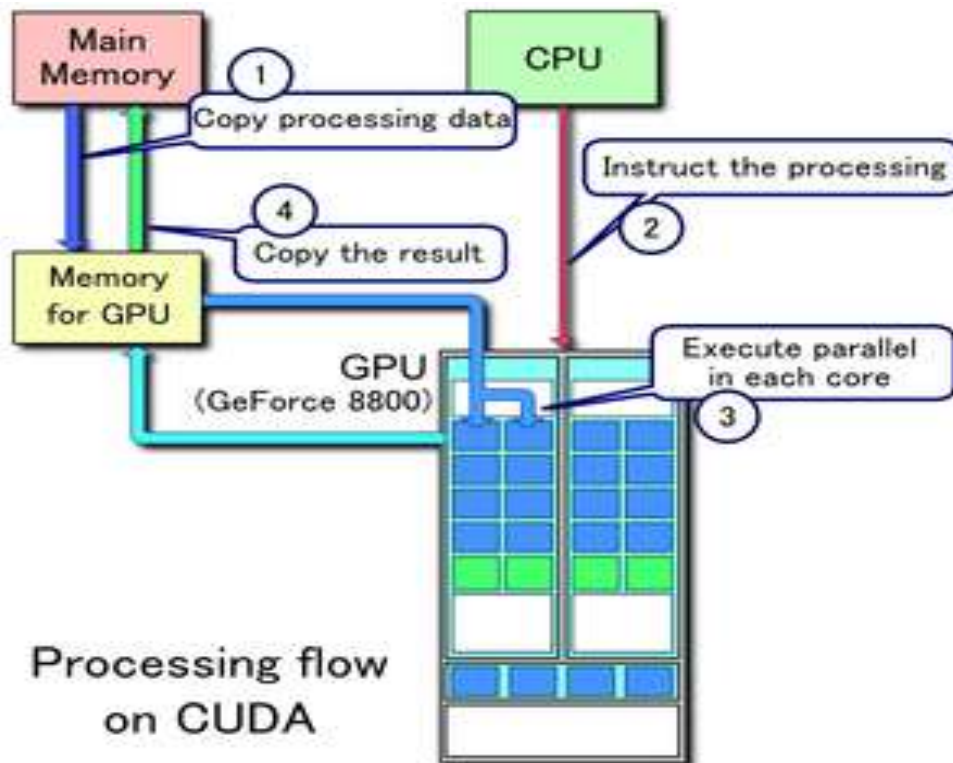 Main
Memory
CPU
1
Copy processing data
Instruct the processing
2
4
Copy the result
Memory
for GPU
GPU
(GeForce 8800)
Execute parallel
in each core
3
Processing flow
on CUDA